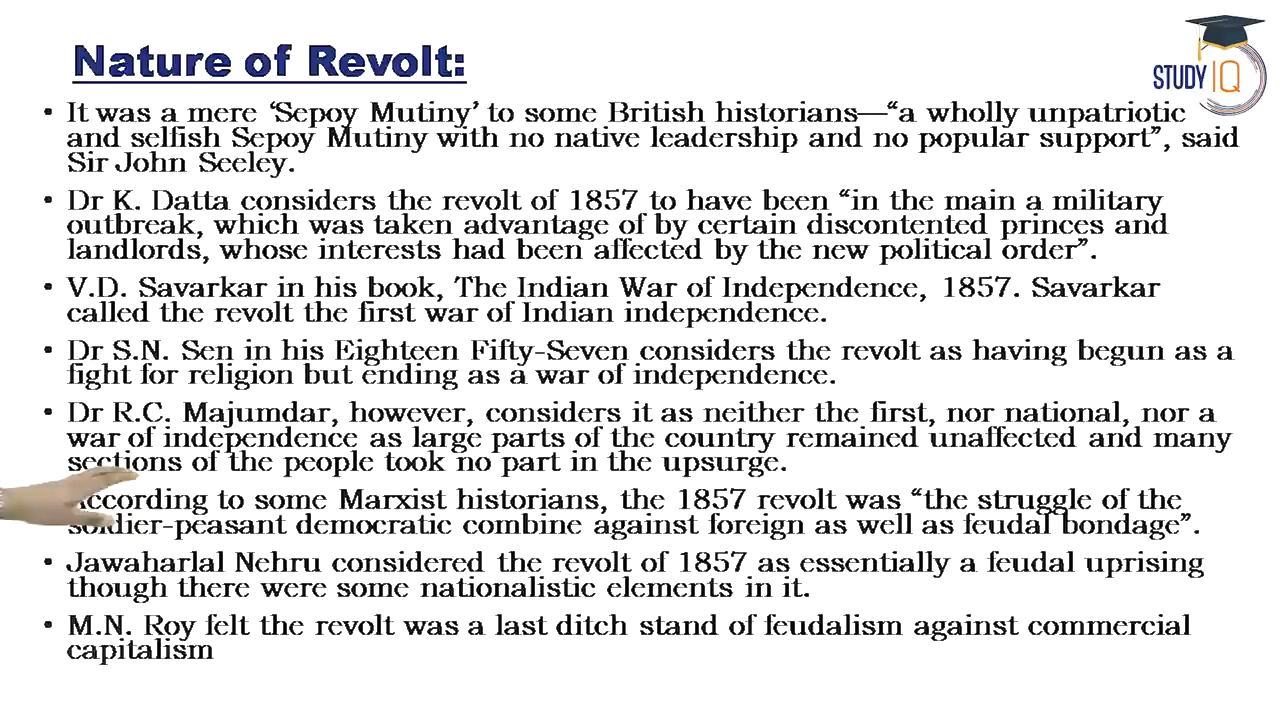 Nature of Revolt:
STUDY IQ
• It was a mere ‘Sepoy Mutiny’ to some British historians—“a wholly unpatriotic
and selfish Sepoy Mutiny with no native leadership and no popular support”, said
Sir John Seeley.
• Dr K. Datta considers the revolt of 1857 to have been “in the main a military
outbreak, which was taken advantage of by certain discontented princes and
landlords, whose interests had been affected by the new political order”.
• V.D. Savarkar in his book, The Indian War of Independence, 1857. Savarkar
called the revolt the first war of Indian independence.
• Dr S.N. Sen in his Eighteen Fifty-Seven considers the revolt as having begun as a
fight for religion but ending as a war of independence.
• Dr R.C. Majumdar, however, considers it as neither the first, nor national, nor a
war of independence as large parts of the country remained unaffected and many
sections of the people took no part in the upsurge.
According to some Marxist historians, the 1857 revolt was “the struggle of the
soldier-peasant democratic combine against foreign as well as feudal bondage”.
• Jawaharlal Nehru considered the revolt of 1857 as essentially a feudal uprising
though there were some nationalistic elements in it.
• M.N. Roy felt the revolt was a last ditch stand of feudalism against commercial
capitalism